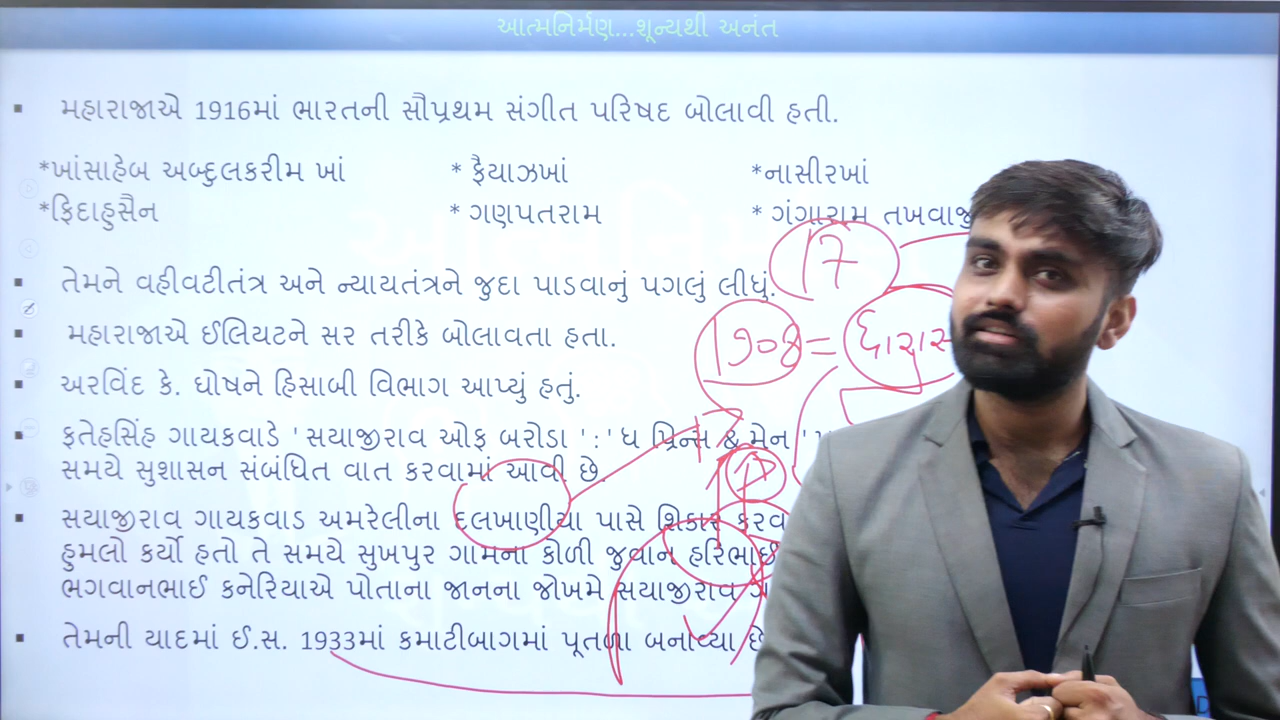 આત્મનિર્મણ...શૂન્યથી અનંત
મહારાજાએ 1916માં ભારતની સૌપ્રથમ સંગીત પરિષદ બોલાવી હતી.
*ખાંસાહેબ અબ્દુલકરીમ ખાં * ફૈયાઝખાં *નાસીરખાં
*ફિદાહુસૈન * ગણપતરામ * ગંગારામ તખવાજી
17
તેમને વહીવટીતંત્ર અને ન્યાયતંત્રને જુદા પાડવાનું પગલું લીધું.
મહારાજાએ ઈલિયટને સર તરીકે બોલાવતા હતા.
1908 = ધારાસ
અરવિંદ કે. ઘોષને હિસાબી વિભાગ આપ્યું હતું.
ફતેહસિંહ ગાયકવાડે 'સયાજીરાવ ઓફ બરોડા ':'ધ પ્રિન્સ & મેન '
સમયે સુશાસન સંબંધિત વાત કરવામાં આવી છે.
17
સયાજીરાવ ગાયકવાડ અમરેલીના દલખાણીયા પાસે શિકાર કરવ
હુમલો કર્યો હતો તે સમયે સુખપુર ગામના કોળી જુવાન હરિભાઈ
ભગવાનભાઈ કનેરિયાએ પોતાના જાનના જોખમે સયાજીરાવ
તેમની યાદમાં ઈ.સ. 1933માં કમાટીબાગમાં પૂતળા બનાવ્યા છે